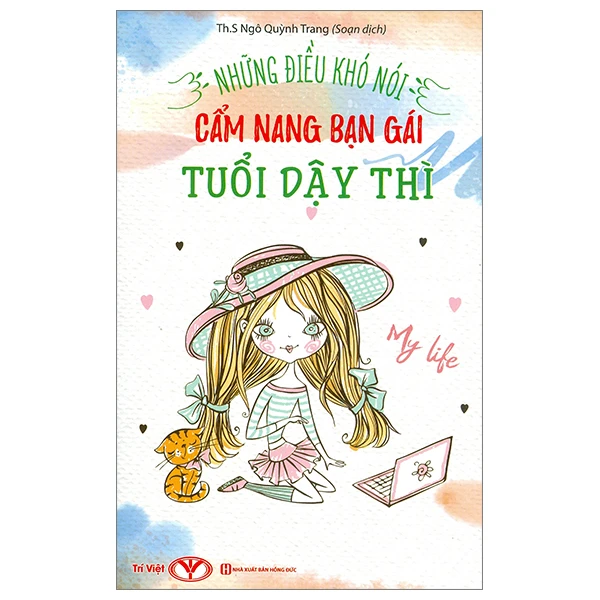 Th.S Ngô Quỳnh Trang (Soạn dịch)
NHỮNG ĐIỀU KHÓ NÓI
CẨM NANG BẠN GÁI
TUỔI DẬY THÌ
My life
Trí Việt
NHÀ XUẤT BẢN HỒNG ĐỨC